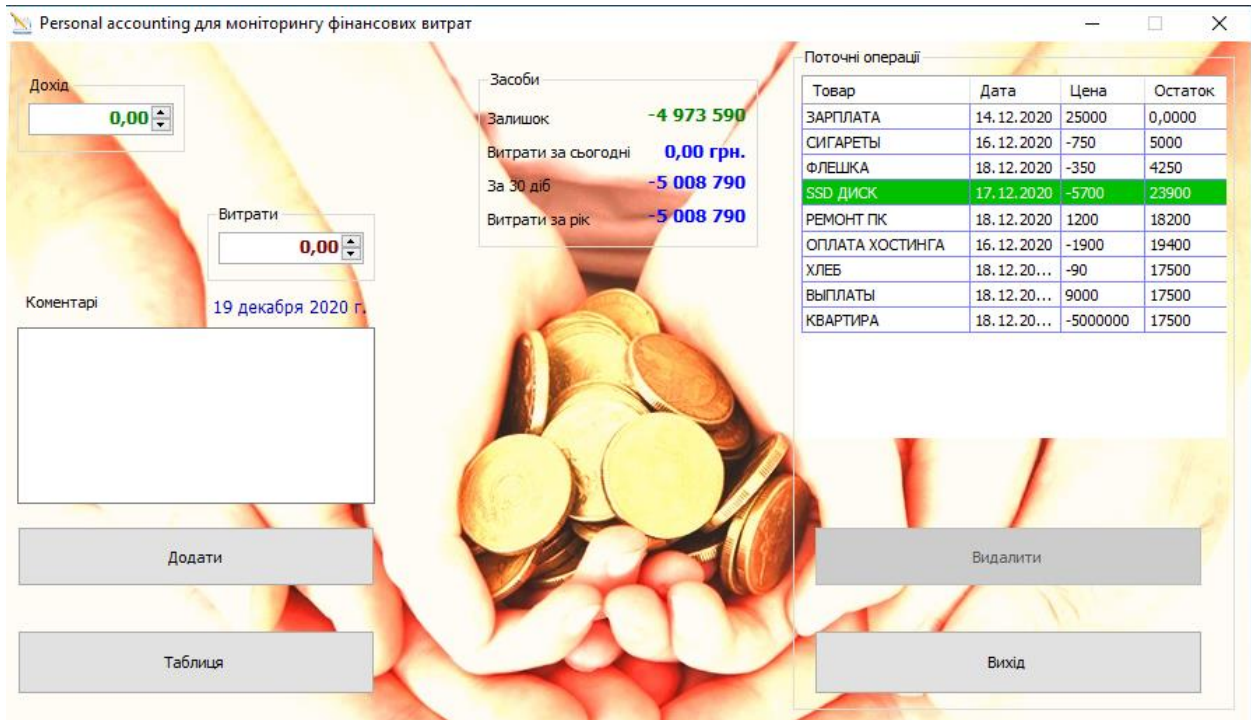 Personal accounting для моніторингу фінансових витрат
Дохід
0,00
Витрати
0,00
Коментарі
19 декабря 2020 г.
Додати
Таблиця
Засоби
Залишок -4 973 590
Витрати за сьогодні 0,00 грн.
За 30 діб -5 008 790
Витрати за рік -5 008 790
Поточні операції
Товар Дата Цена Остаток
ЗАРПЛАТА 14.12.2020 25000 0,0000
СИГАРЕТЫ 16.12.2020 -750 5000
ФЛЕШКА 18.12.2020 -350 4250
SSD ДИСК 17.12.2020 -5700 23900
РЕМОНТ ПК 18.12.2020 1200 18200
ОПЛАТА ХОСТИНГА 16.12.2020 -1900 19400
ХЛЕБ 18.12.20... -90 17500
ВЫПЛАТЫ 18.12.20... 9000 17500
КВАРТИРА 18.12.20... -5000000 17500
Видалити
Вихід